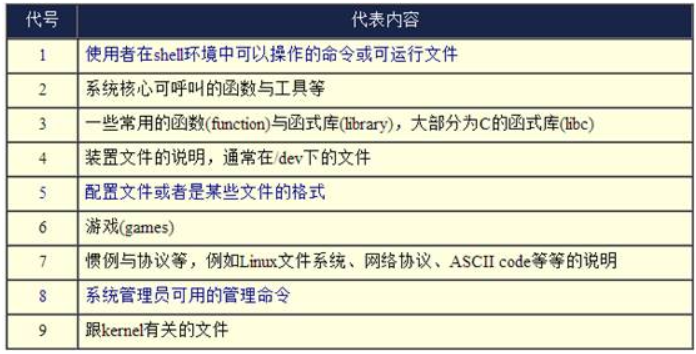 代号 代表内容
1 使用者在shell环境中可以操作的命令或可运行文件
2 系统核心可呼叫的函数与工具等
3 一些常用的函数(function)与函式库(library)，大部分为C的函式库(libc)
4 装置文件的说明，通常在/dev下的文件
5 配置文件或者是某些文件的格式
6 游戏(games)
7 惯例与协议等，例如Linux文件系统、网络协议、ASCII code等等的说明
8 系统管理员可用的管理命令
9 跟kernel有关的文件